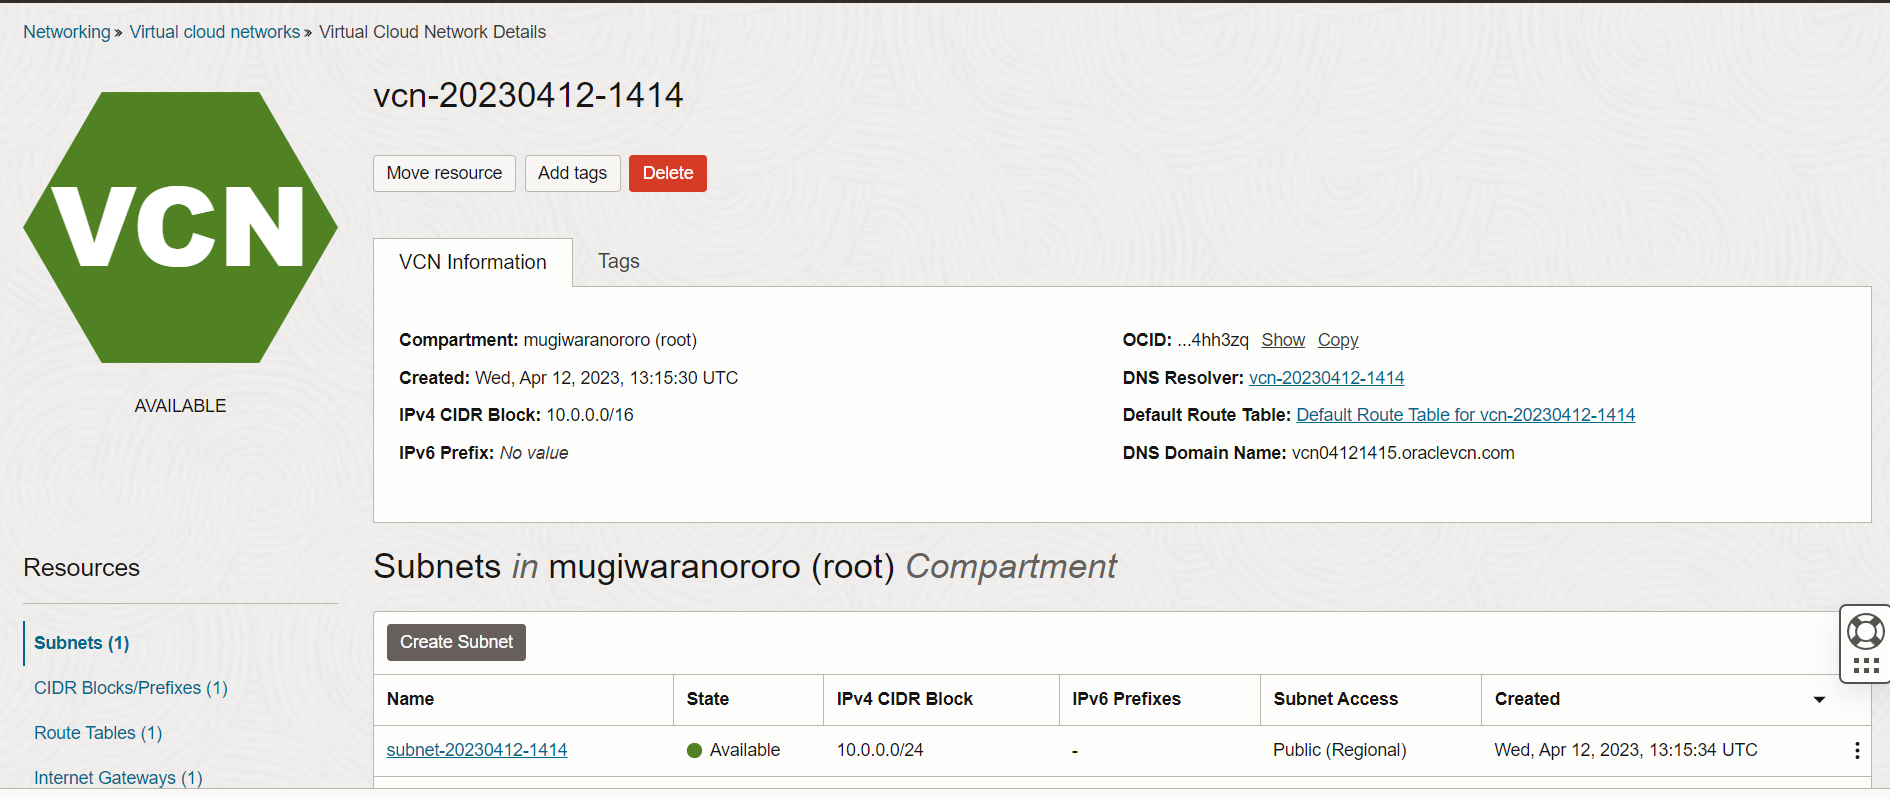 Networking » Virtual cloud networks » Virtual Cloud Network Details
VCN
AVAILABLE
vcn-20230412-1414
Move resource Add tags Delete
VCN Information Tags
Compartment: mugiwaranororo (root)
Created: Wed, Apr 12, 2023, 13:15:30 UTC
IPv4 CIDR Block: 10.0.0.0/16
IPv6 Prefix: No value
OCID: ...4hh3zq Show Copy
DNS Resolver: vcn-20230412-1414
Default Route Table: Default Route Table for vcn-20230412-1414
DNS Domain Name: vcn04121415.oraclevcn.com
Resources
Subnets (1)
CIDR Blocks/Prefixes (1)
Route Tables (1)
Internet Gateways (1)
Subnets in mugiwaranororo (root) Compartment
Create Subnet
Name State IPv4 CIDR Block IPv6 Prefixes Subnet Access Created
subnet-20230412-1414 Available 10.0.0.0/24 - Public (Regional) Wed, Apr 12, 2023, 13:15:34 UTC